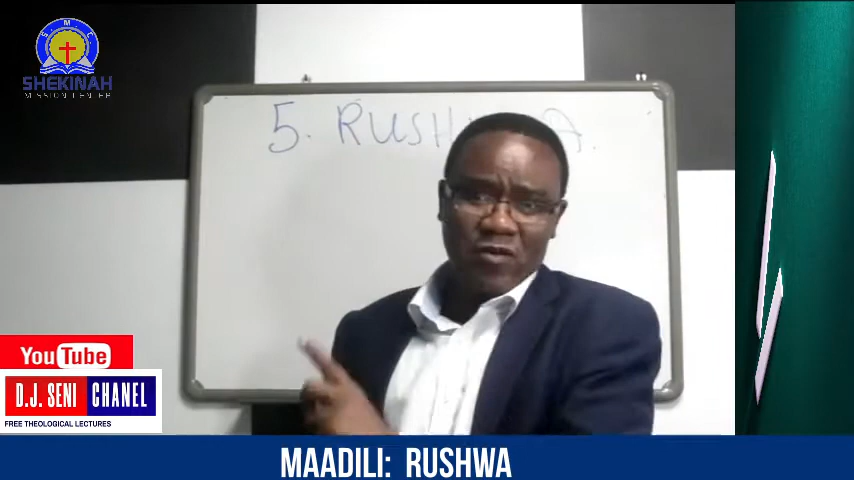 S M C
SHEKINAH
MISSION CENTER
5. RUSH A.
YouTube
D.J. SENI CHANEL
FREE THEOLOGICAL LECTURES
MAADILI: RUSHWA